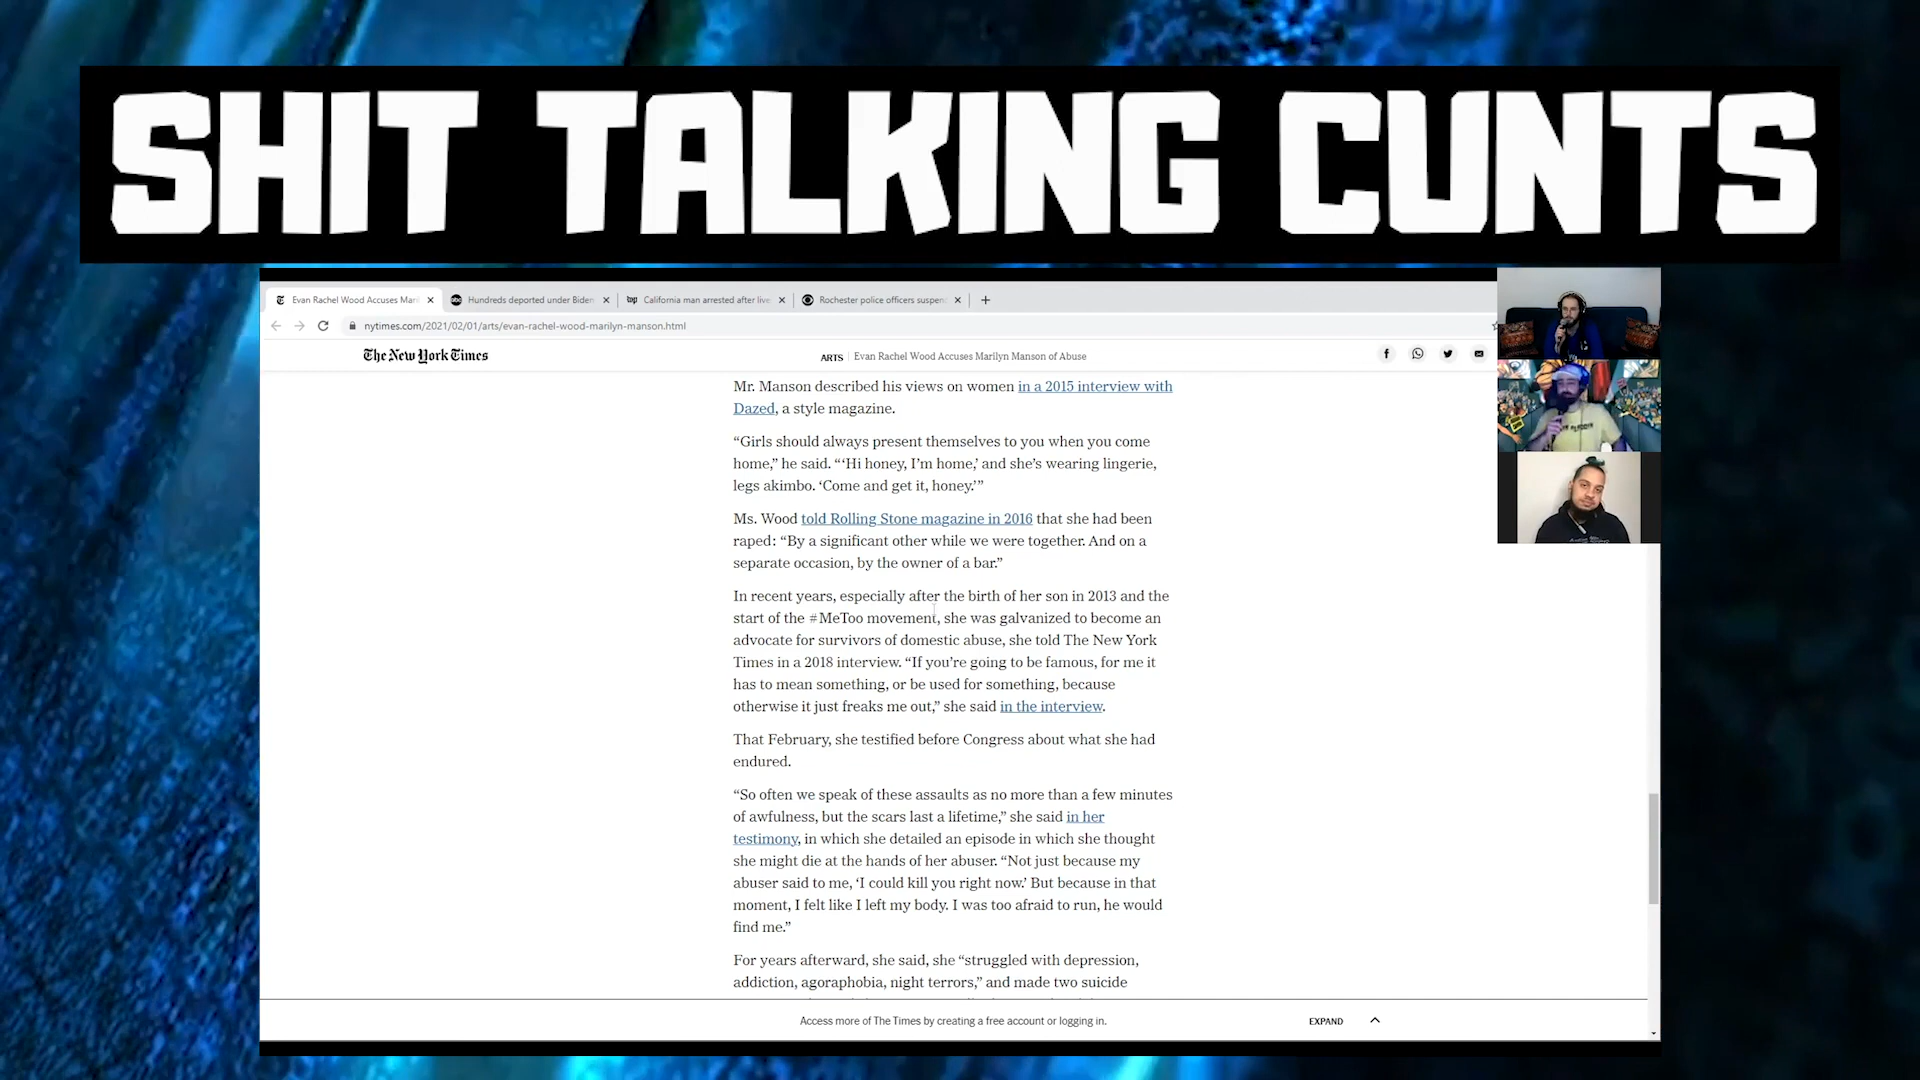 SHIT TALKING CUNTS
Evan Rachel Wood Accuses Mari
Hundreds deported under Biden
California man arrested after live
Rochester police officers suspen
nytimes.com/2021/02/01/arts/evan-rachel-wood-marilyn-manson.html
The New York Times
ARTS
Evan Rachel Wood Accuses Marilyn Manson of Abuse
Mr. Manson described his views on women in a 2015 interview with
Dazed, a style magazine.
“Girls should always present themselves to you when you come
home,” he said. “‘Hi honey, I’m home,’ and she’s wearing lingerie,
legs akimbo. ‘Come and get it, honey.’”
Ms. Wood told Rolling Stone magazine in 2016 that she had been
raped: “By a significant other while we were together. And on a
separate occasion, by the owner of a bar.”
In recent years, especially after the birth of her son in 2013 and the
start of the #MeToo movement, she was galvanized to become an
advocate for survivors of domestic abuse, she told The New York
Times in a 2018 interview. “If you’re going to be famous, for me it
has to mean something, or be used for something, because
otherwise it just freaks me out,” she said in the interview.
That February, she testified before Congress about what she had
endured.
“So often we speak of these assaults as no more than a few minutes
of awfulness, but the scars last a lifetime,” she said in her
testimony, in which she detailed an episode in which she thought
she might die at the hands of her abuser. “Not just because my
abuser said to me, ‘I could kill you right now.’ But because in that
moment, I felt like I left my body. I was too afraid to run, he would
find me.”
For years afterward, she said, she “struggled with depression,
addiction, agoraphobia, night terrors,” and made two suicide
Access more of The Times by creating a free account or logging in.
EXPAND